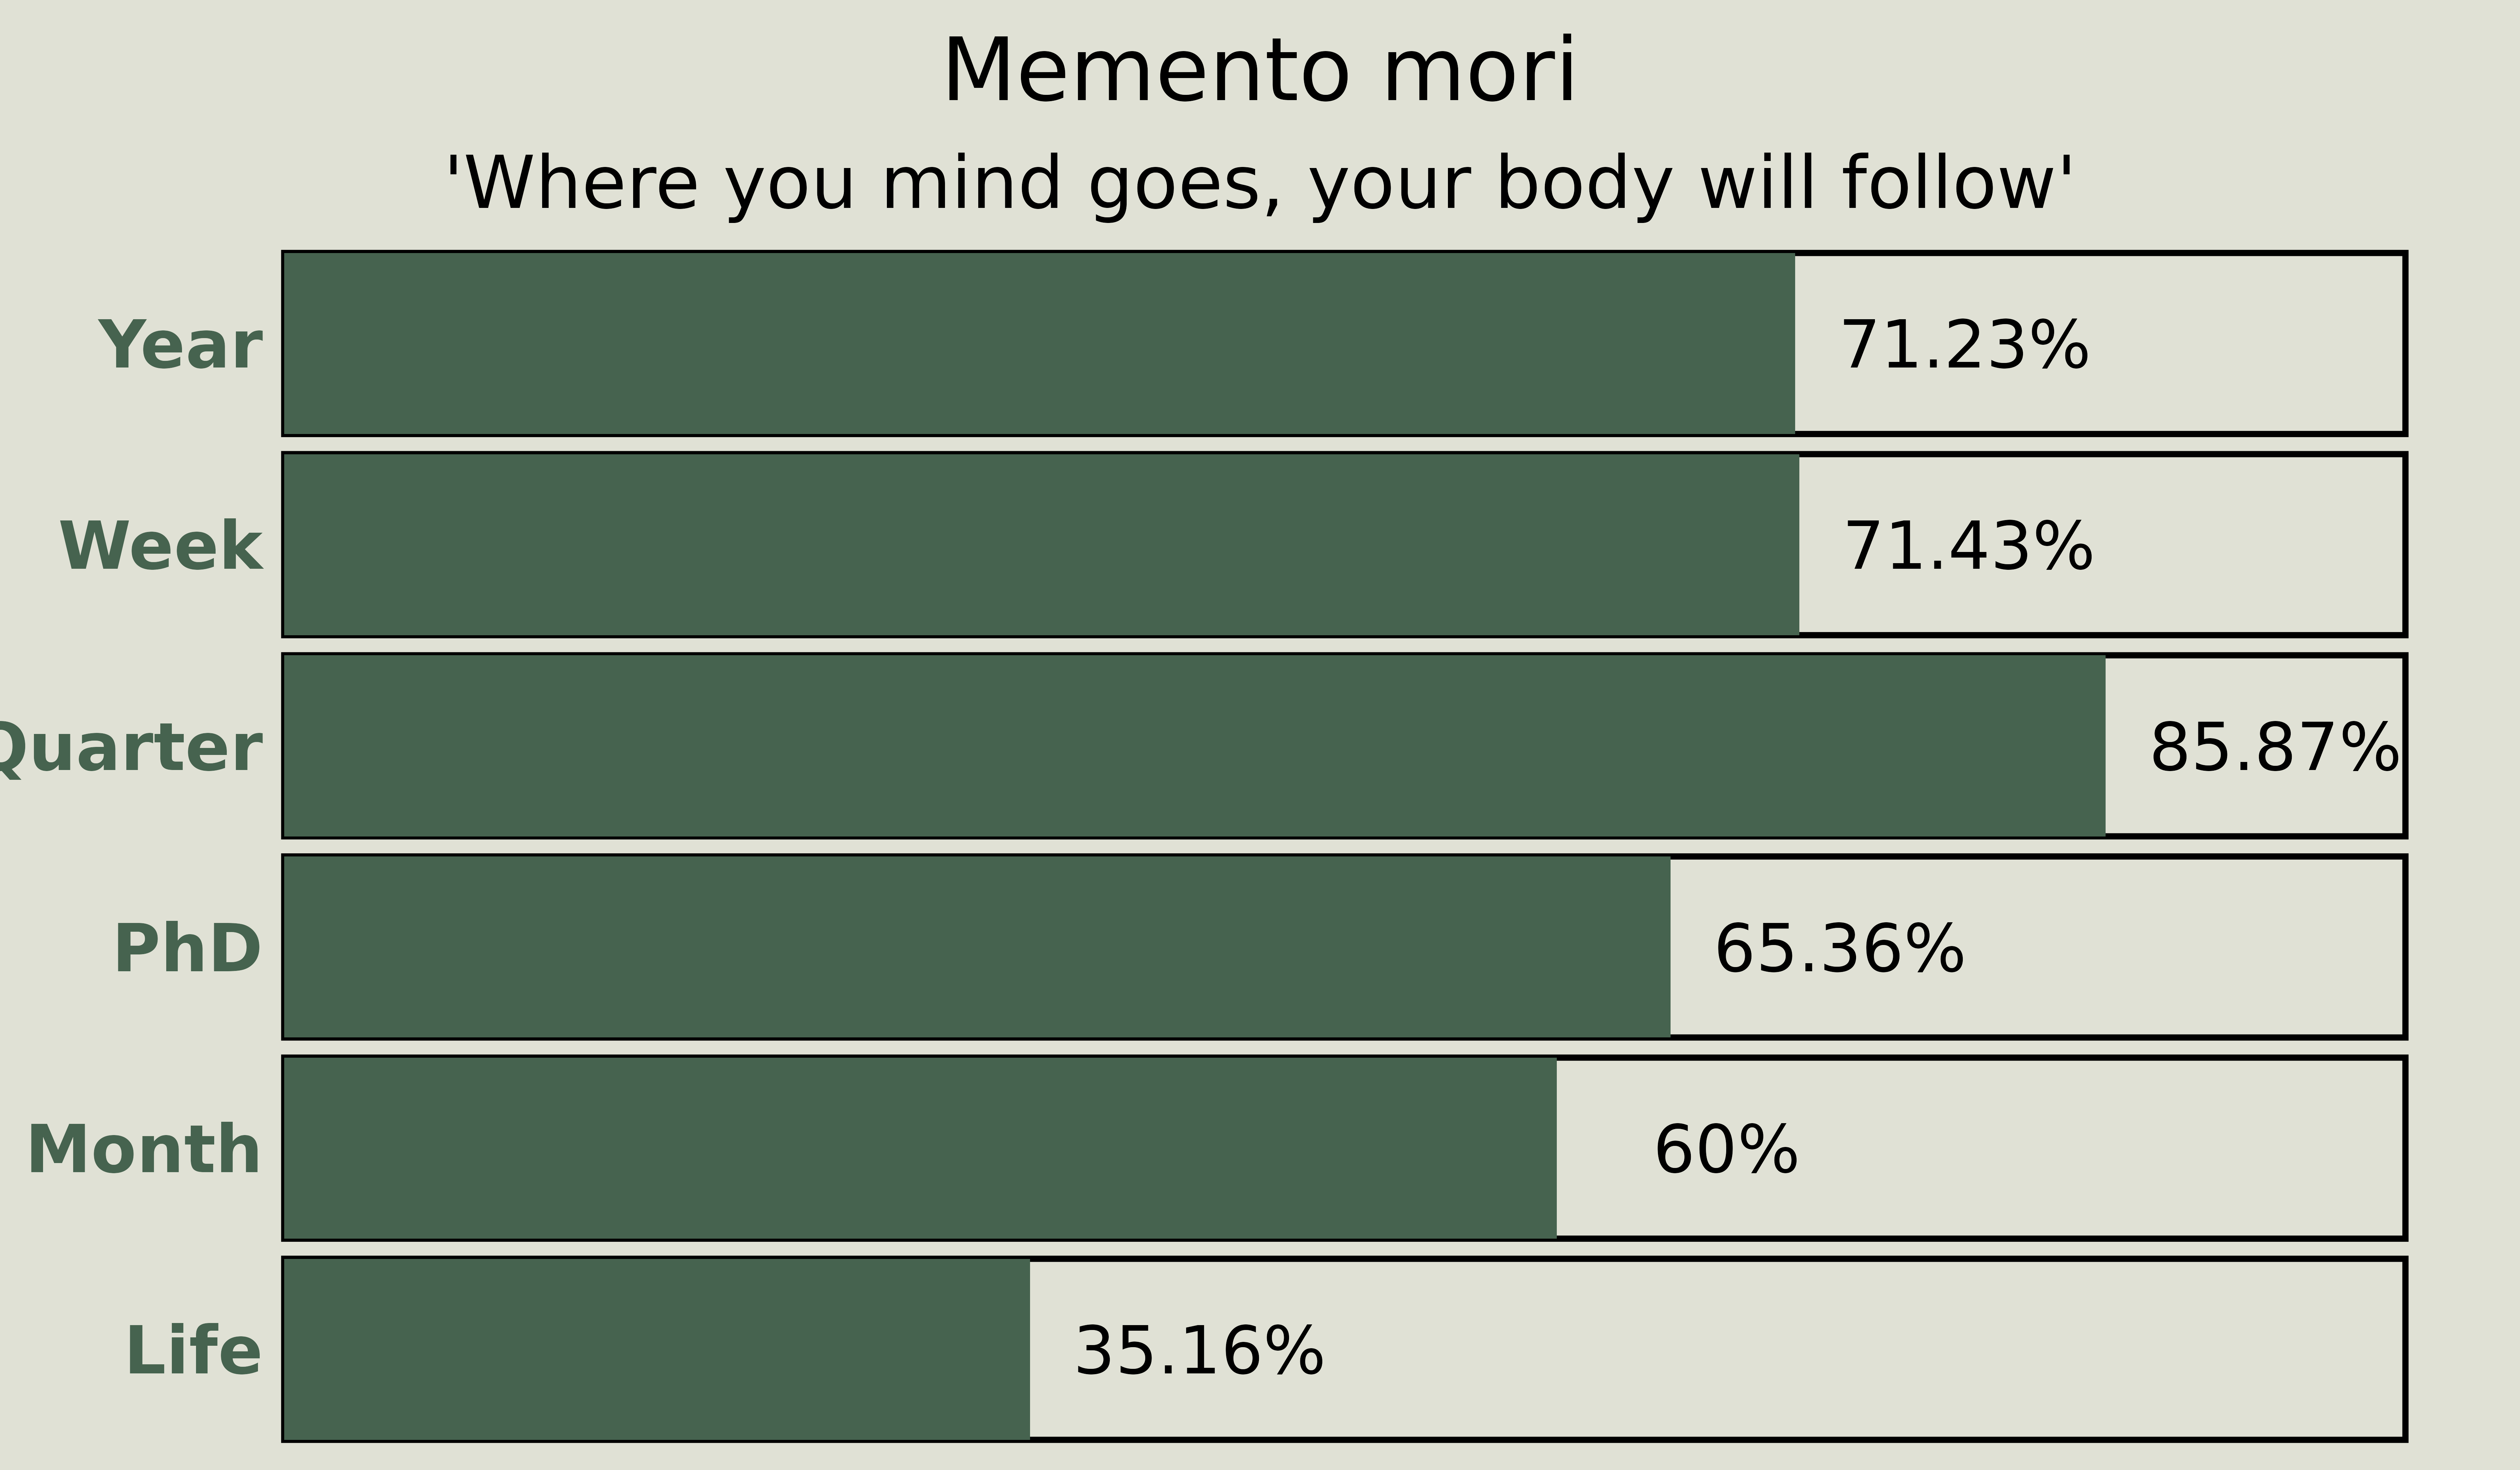 Memento mori
'Where you mind goes, your body will follow'
Year 71.23%
Week 71.43%
Quarter 85.87%
PhD 65.36%
Month 60%
Life 35.16%